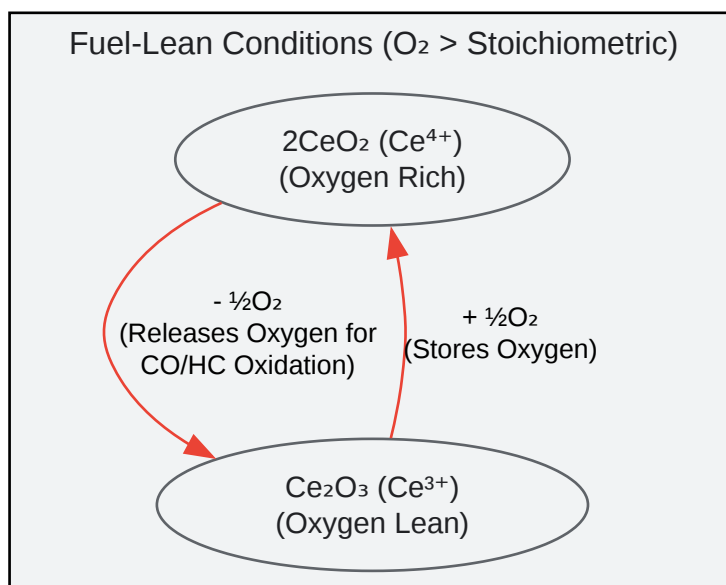 Fuel-Lean Conditions (O₂ > Stoichiometric)
2CeO₂ (Ce⁴⁺)
(Oxygen Rich)
- ½O₂
(Releases Oxygen for
CO/HC Oxidation)
+ ½O₂
(Stores Oxygen)
Ce₂O₃ (Ce³⁺)
(Oxygen Lean)